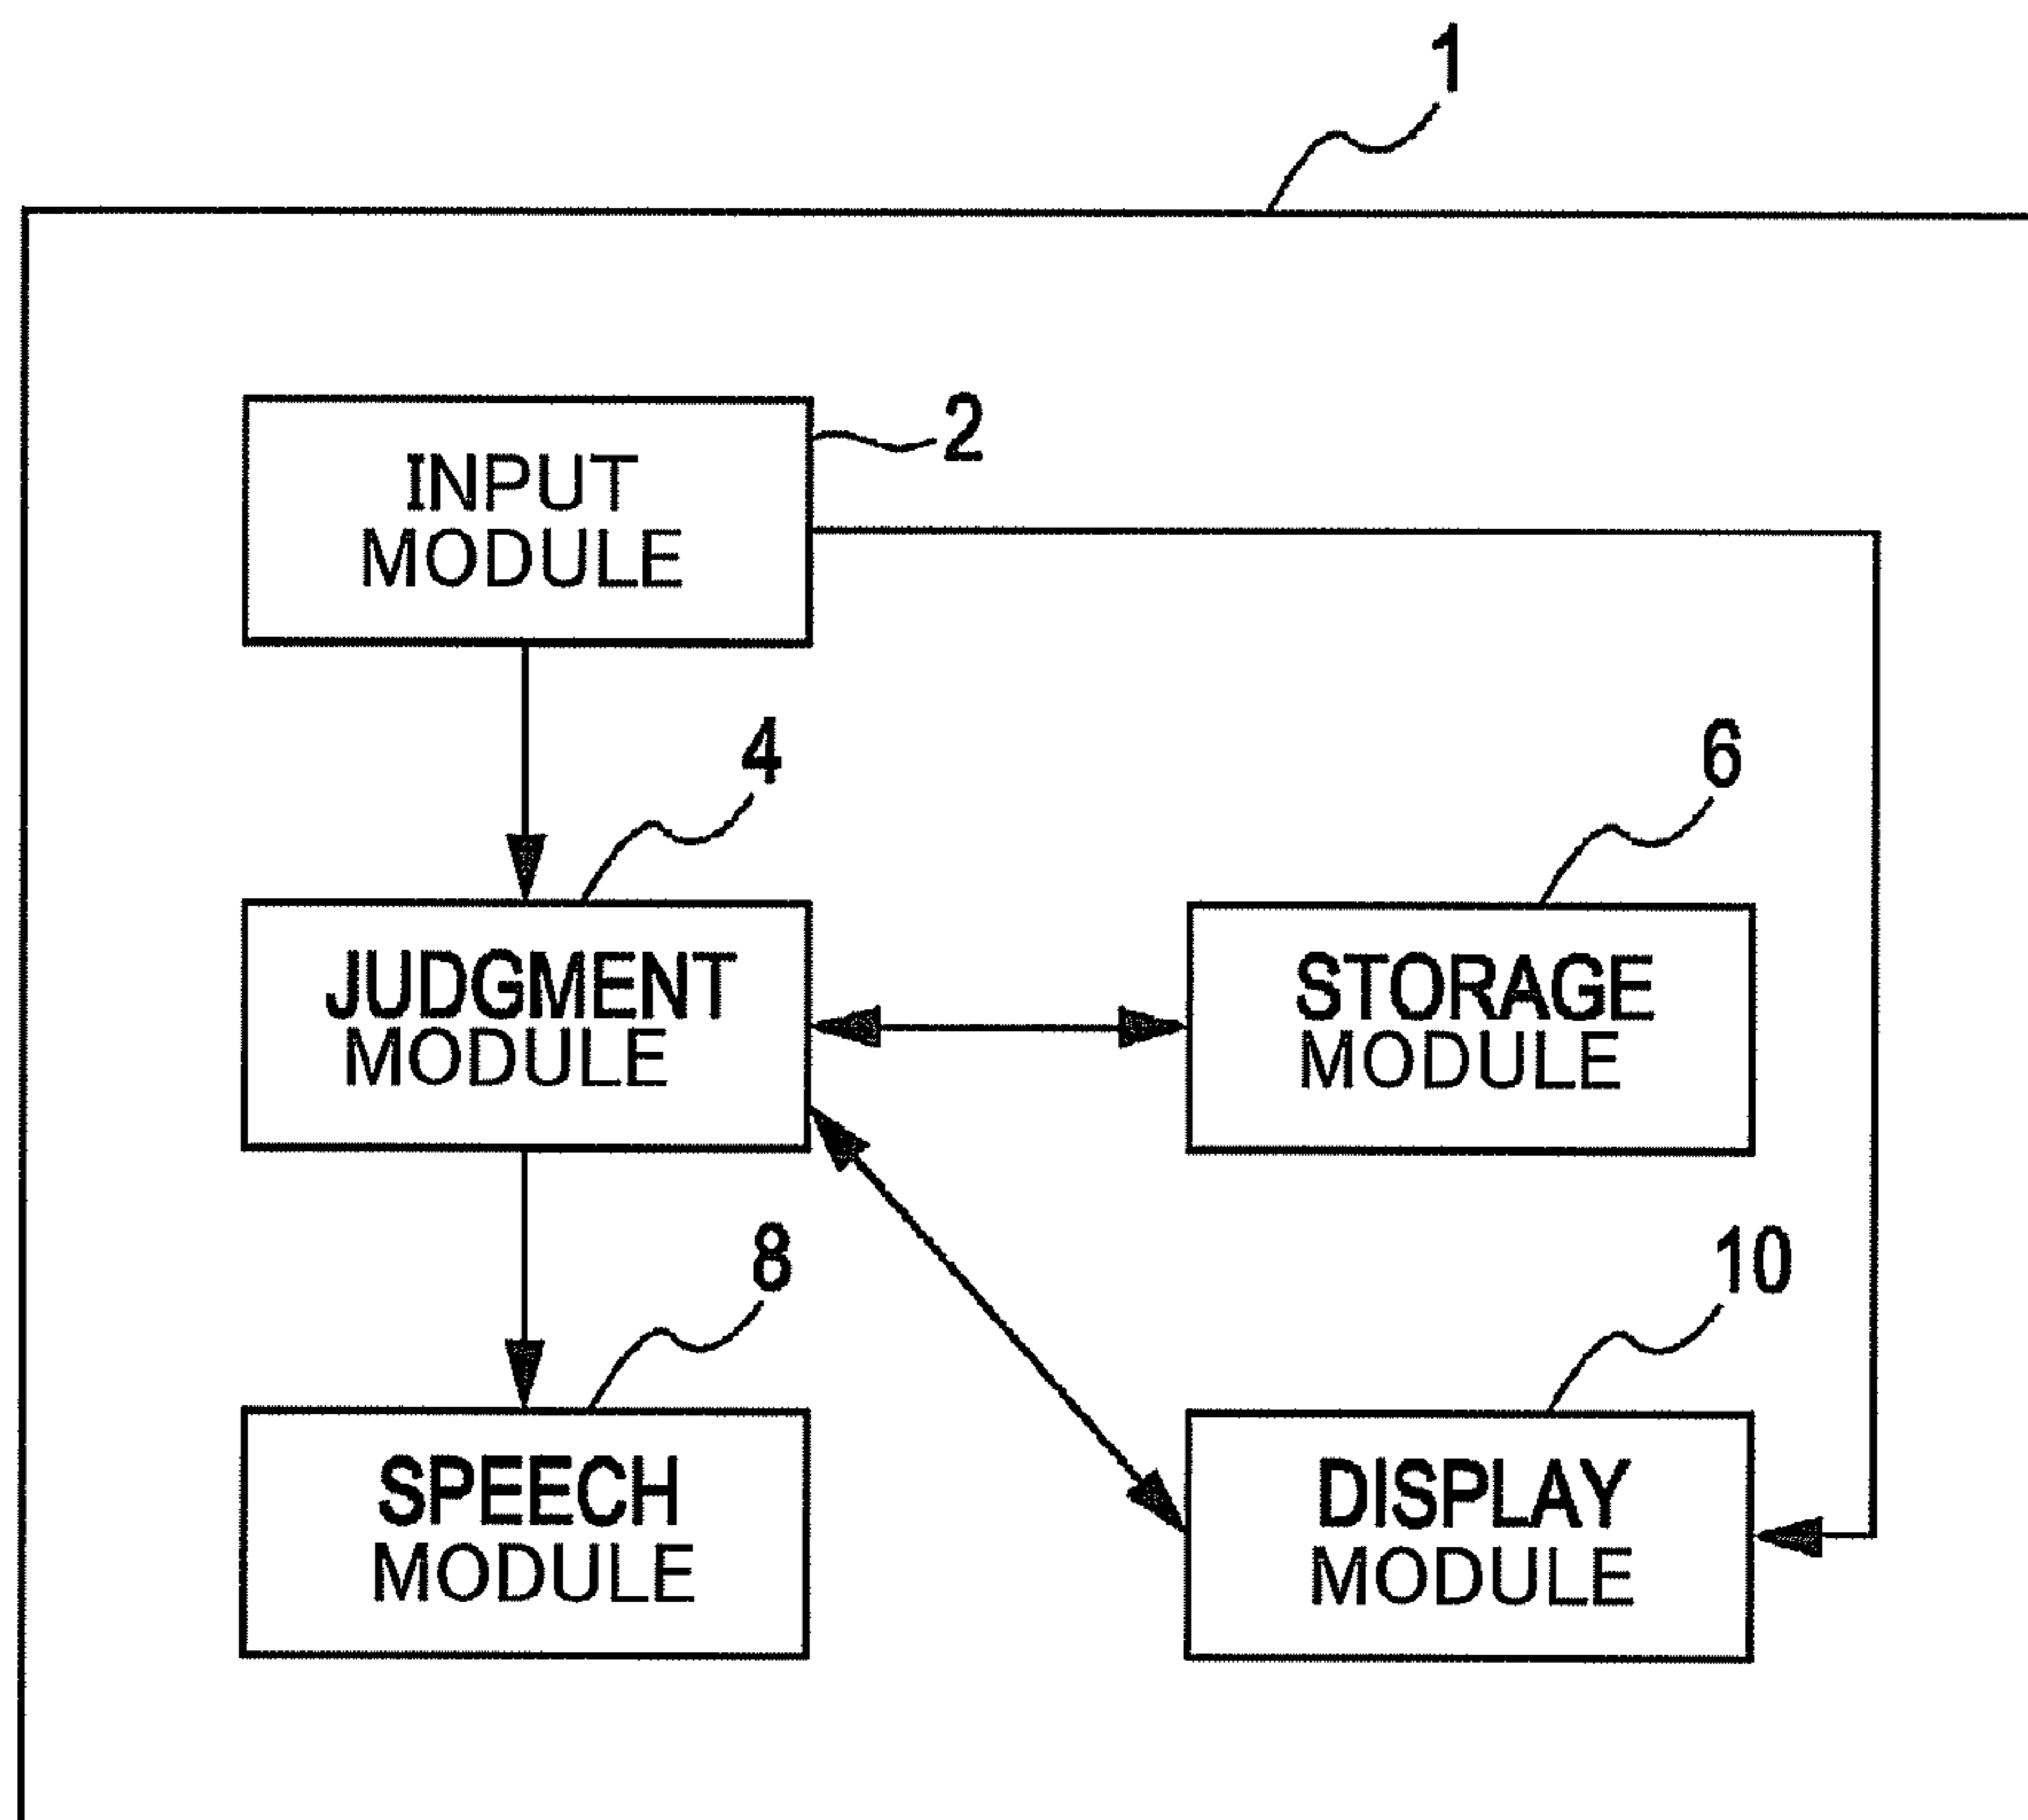 1
INPUT
MODULE
2
4
JUDGMENT
MODULE
6
STORAGE
MODULE
8
SPEECH
MODULE
10
DISPLAY
MODULE